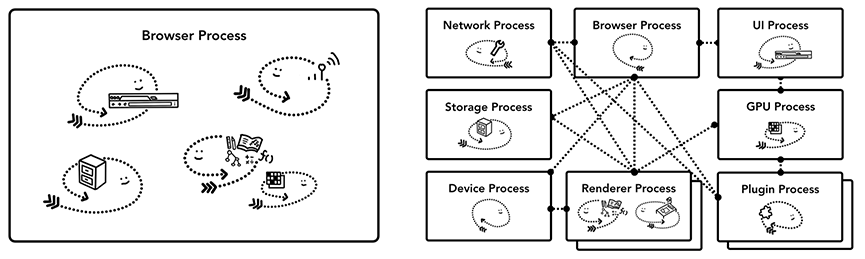 Browser Process
f()
Network Process
Browser Process
UI Process
Storage Process
GPU Process
Device Process
Renderer Process
Plugin Process
f()